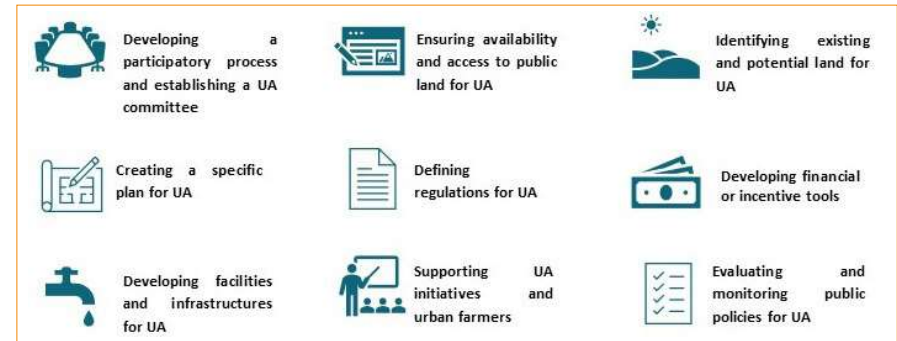 Developing a
participatory process
and establishing a UA
committee
Ensuring availability
and access to public
land for UA
Identifying existing
and potential land for
UA
Creating a specific
plan for UA
Defining
regulations for UA
Developing financial
or incentive tools
Developing facilities
and infrastructures
for UA
Supporting UA
initiatives and
urban farmers
Evaluating and
monitoring public
policies for UA